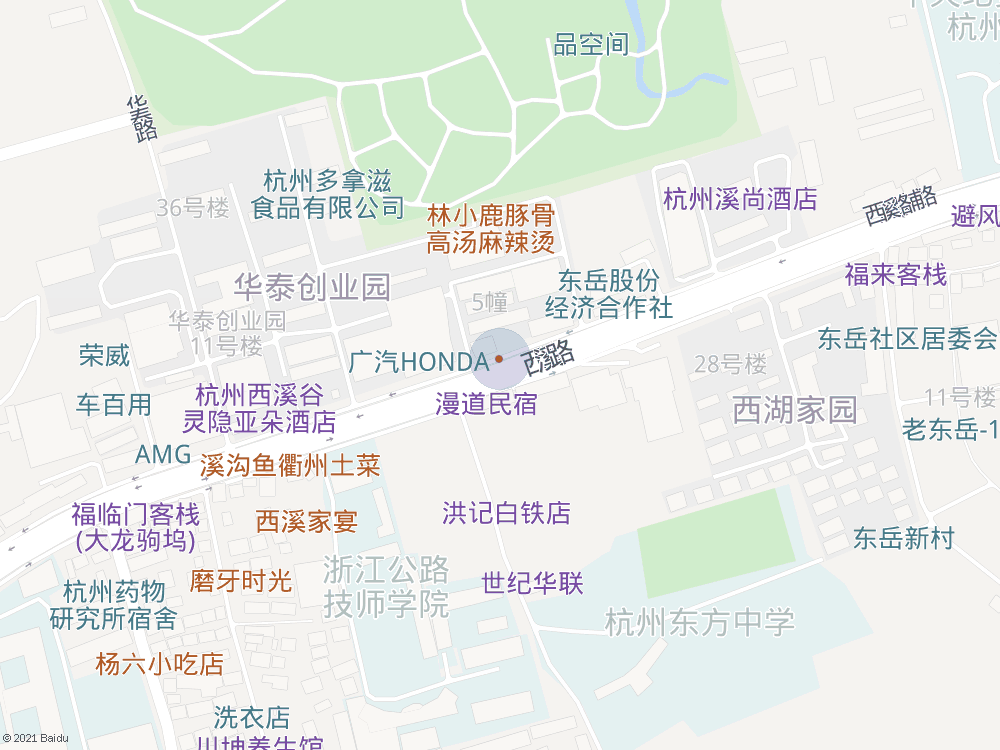 品空间
杭州
华泰路
杭州多拿滋
食品有限公司
36号楼
林小鹿豚骨
高汤麻辣烫
杭州溪尚酒店
西溪路辅路
避风
华泰创业园
5幢
东岳股份
经济合作社
福来客栈
华泰创业园
11号楼
荣威
广汽HONDA
西溪路
28号楼
东岳社区居委会
车百用
杭州西溪谷
灵隐亚朵酒店
漫道民宿
西湖家园
11号楼
老东岳-1
AMG
溪沟鱼衢州土菜
福临门客栈
(大龙驹坞)
西溪家宴
洪记白铁店
东岳新村
磨牙时光
浙江公路
技师学院
世纪华联
杭州药物
研究所宿舍
杭州东方中学
杨六小吃店
洗衣店
川坤养生馆
© 2021 Baidu